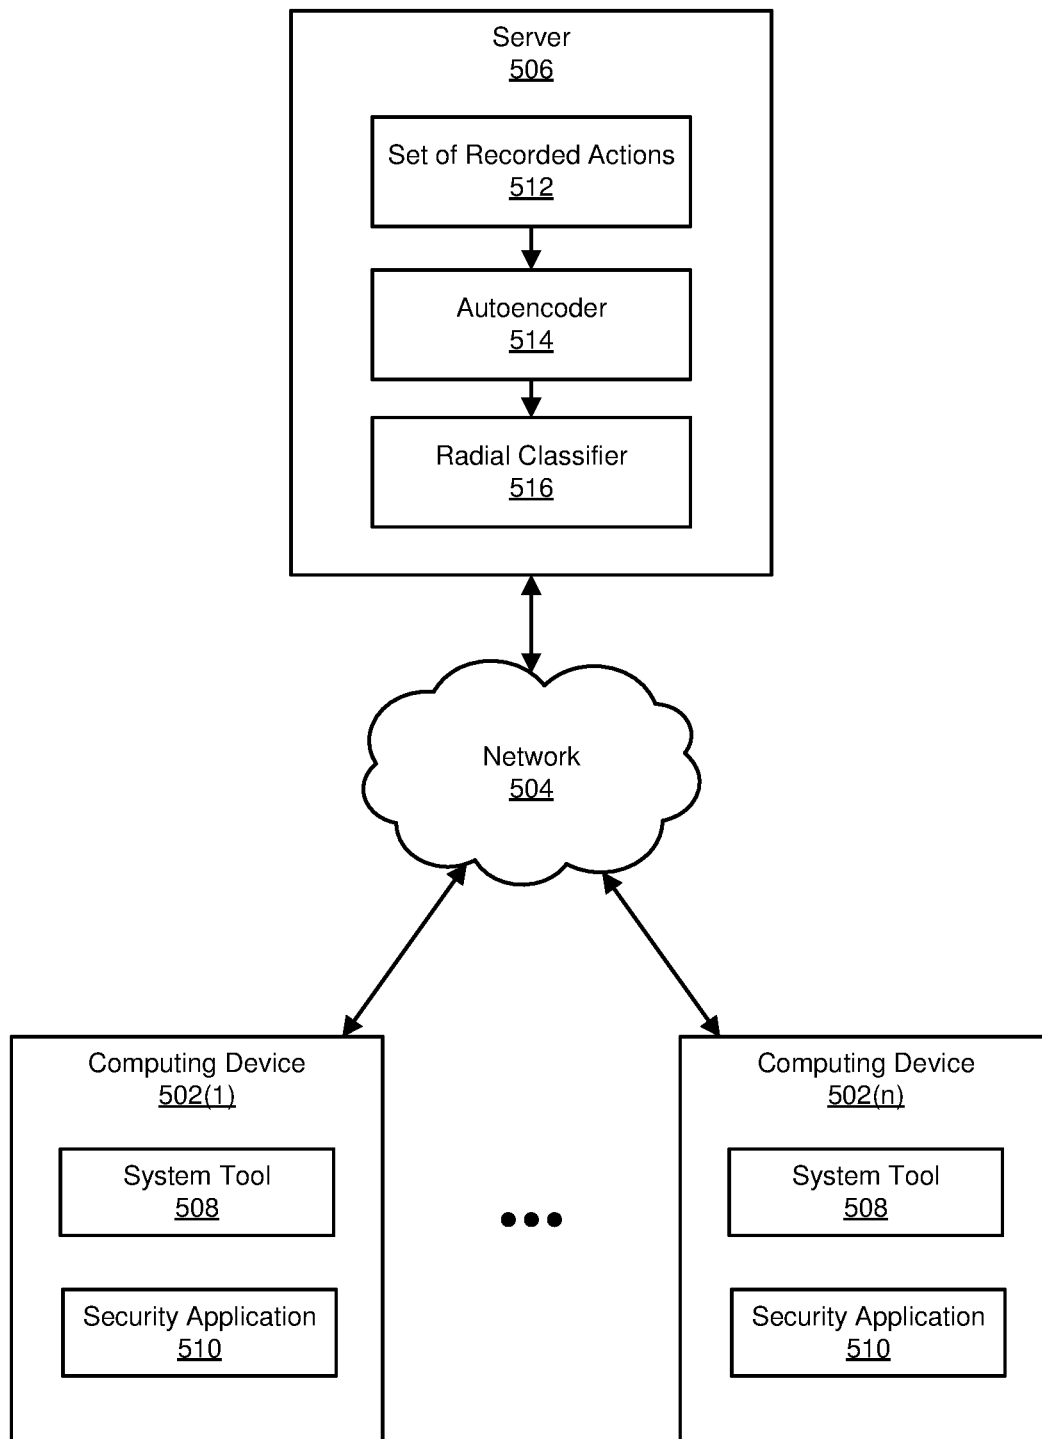 Server
506
Set of Recorded Actions
512
Autoencoder
514
Radial Classifier
516
Network
504
Computing Device
502(1)
System Tool
508
Security Application
510
Computing Device
502(n)
System Tool
508
Security Application
510